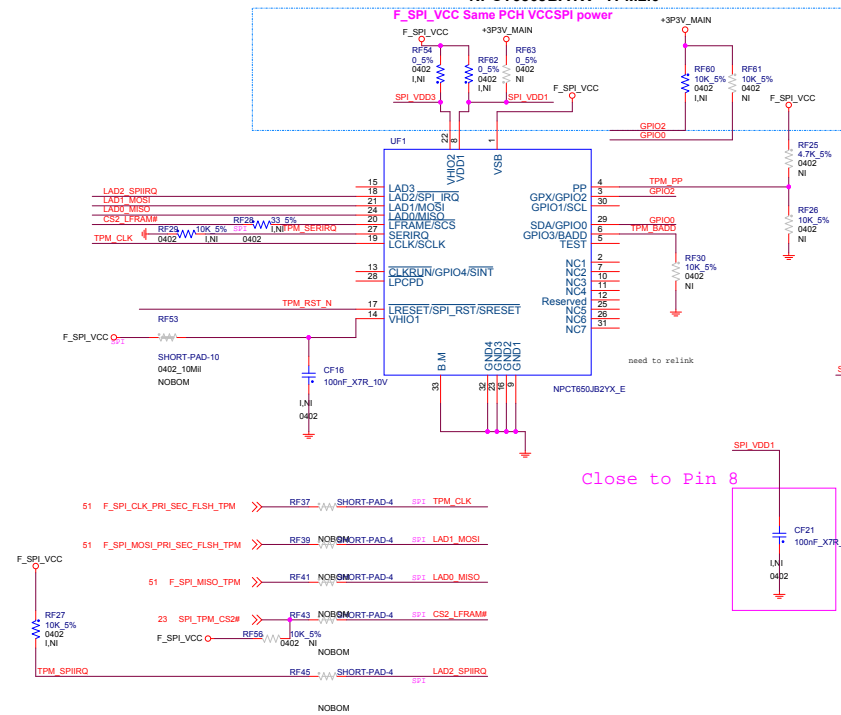 F_SPI_VCC Same PCH VCCSPI power
F_SPI_VCC
+3P3V_MAIN
+3P3V_MAIN
RF54
0_5%
0402
I,NI
RF62
0_5%
0402
I,NI
RF63
0_5%
0402
NI
RF60
10K_5%
0402
I,NI
RF61
10K_5%
0402
NI
F_SPI_VCC
F_SPI_VCC
SPI_VDD3
SPI_VDD1
GPIO2
GPIO0
RF25
4.7K_5%
0402
NI
UF1
22
8
1
VHIO2
VDD1
VSB
15 LAD3
LAD2_SPIIRQ 18 LAD2/SPI_IRQ
LAD1_MOSI 21 LAD1/MOSI
LAD0_MISO 24 LAD0/MISO
CS2_LFRAM# RF28 33_5% 20 LFRAME/SCS
RF29 10K_5% SPI I,NI TPM_SERIRQ 27 SERIRQ
TPM_CLK 0402 I,NI 0402 19 LCLK/SCLK
13 CLKRUN/GPIO4/SINT
28 LPCPD
TPM_RST_N 17 LRESET/SPI_RST/SRESET
14 VHIO1
PP 4 TPM_PP
GPX/GPIO2 3 GPIO2
GPIO1/SCL 30
SDA/GPIO0 29 GPIO0
GPIO3/BADD 6 TPM_BADD
TEST 5
NC1 2
NC2 7
NC3 10
NC4 11
Reserved 12
NC5 25
NC6 26
NC7 31
RF26
10K_5%
0402
NI
RF30
10K_5%
0402
NI
RF53
F_SPI_VCC
SPI
SHORT-PAD-10
0402_10Mil
NOBOM
CF16
100nF_X7R_10V
I,NI
0402
B.M
GND4
GND3
GND2
GND1
33
32
23
16
9
need to relink
NPCT650JB2YX_E
SPI_VDD1
Close to Pin 8
CF21
100nF_X7R_
I,NI
0402
51 F_SPI_CLK_PRI_SEC_FLSH_TPM RF37 SHORT-PAD-4 SPI TPM_CLK
NOBOM
51 F_SPI_MOSI_PRI_SEC_FLSH_TPM RF39 SHORT-PAD-4 SPI LAD1_MOSI
NOBOM
51 F_SPI_MISO_TPM RF41 SHORT-PAD-4 SPI LAD0_MISO
NOBOM
23 SPI_TPM_CS2# RF43 SHORT-PAD-4 SPI CS2_LFRAM#
F_SPI_VCC RF56 10K_5%
0402 NI
NOBOM
F_SPI_VCC
RF27
10K_5%
0402
I,NI
TPM_SPIIRQ RF45 SHORT-PAD-4 SPI LAD2_SPIIRQ
NOBOM